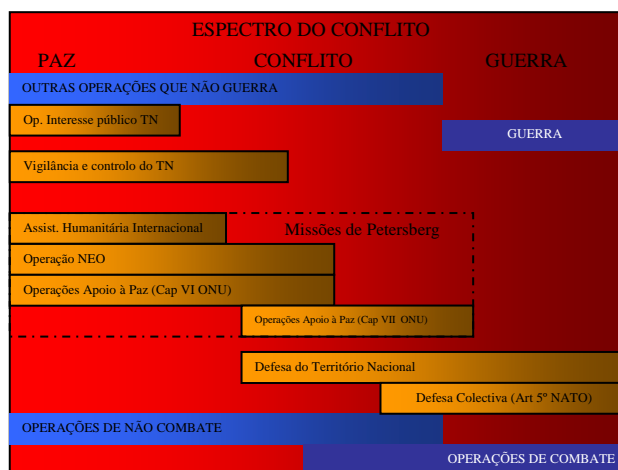 ESPECTRO DO CONFLITO
PAZ CONFLITO GUERRA
OUTRAS OPERAÇÕES QUE NÃO GUERRA
Op. Interesse público TN
GUERRA
Vigilância e controlo do TN
Assist. Humanitária Internacional
Missões de Petersberg
Operação NEO
Operações Apoio à Paz (Cap VI ONU)
Operações Apoio à Paz (Cap VII ONU)
Defesa do Território Nacional
Defesa Colectiva (Art 5º NATO)
OPERAÇÕES DE NÃO COMBATE
OPERAÇÕES DE COMBATE